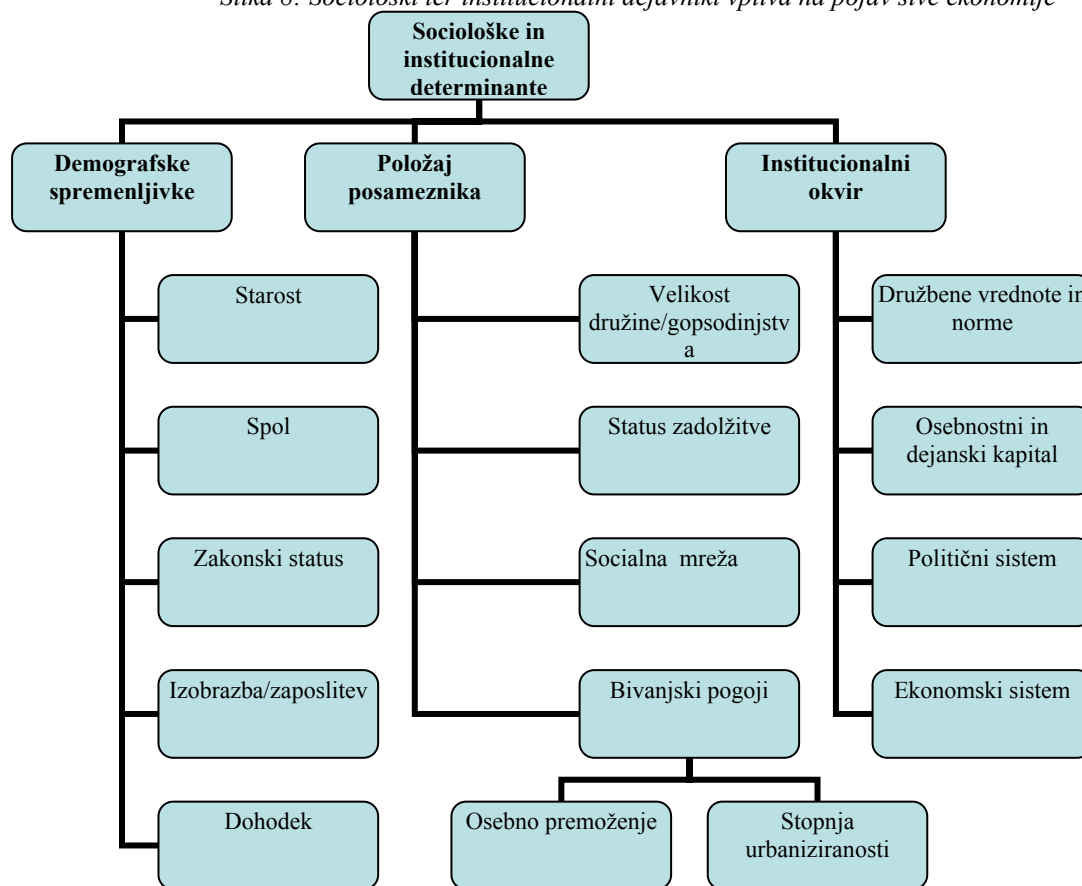 Slika Sociološki ter institucionalni dejavniki vpliva na pojav sive ekonomije
Sociološke in
institucionalne
determinante
Demografske
spremenljivke
Položaj
posameznika
Institucionalni
okvir
Starost
Velikost
družine/gopsodinjstv
a
Družbene vrednote in
norme
Spol
Status zadolžitve
Osebnostni in
dejanski kapital
Zakonski status
Socialna mreža
Politični sistem
Izobrazba/zaposlitev
Bivanjski pogoji
Ekonomski sistem
Dohodek
Osebno premoženje
Stopnja
urbaniziranosti